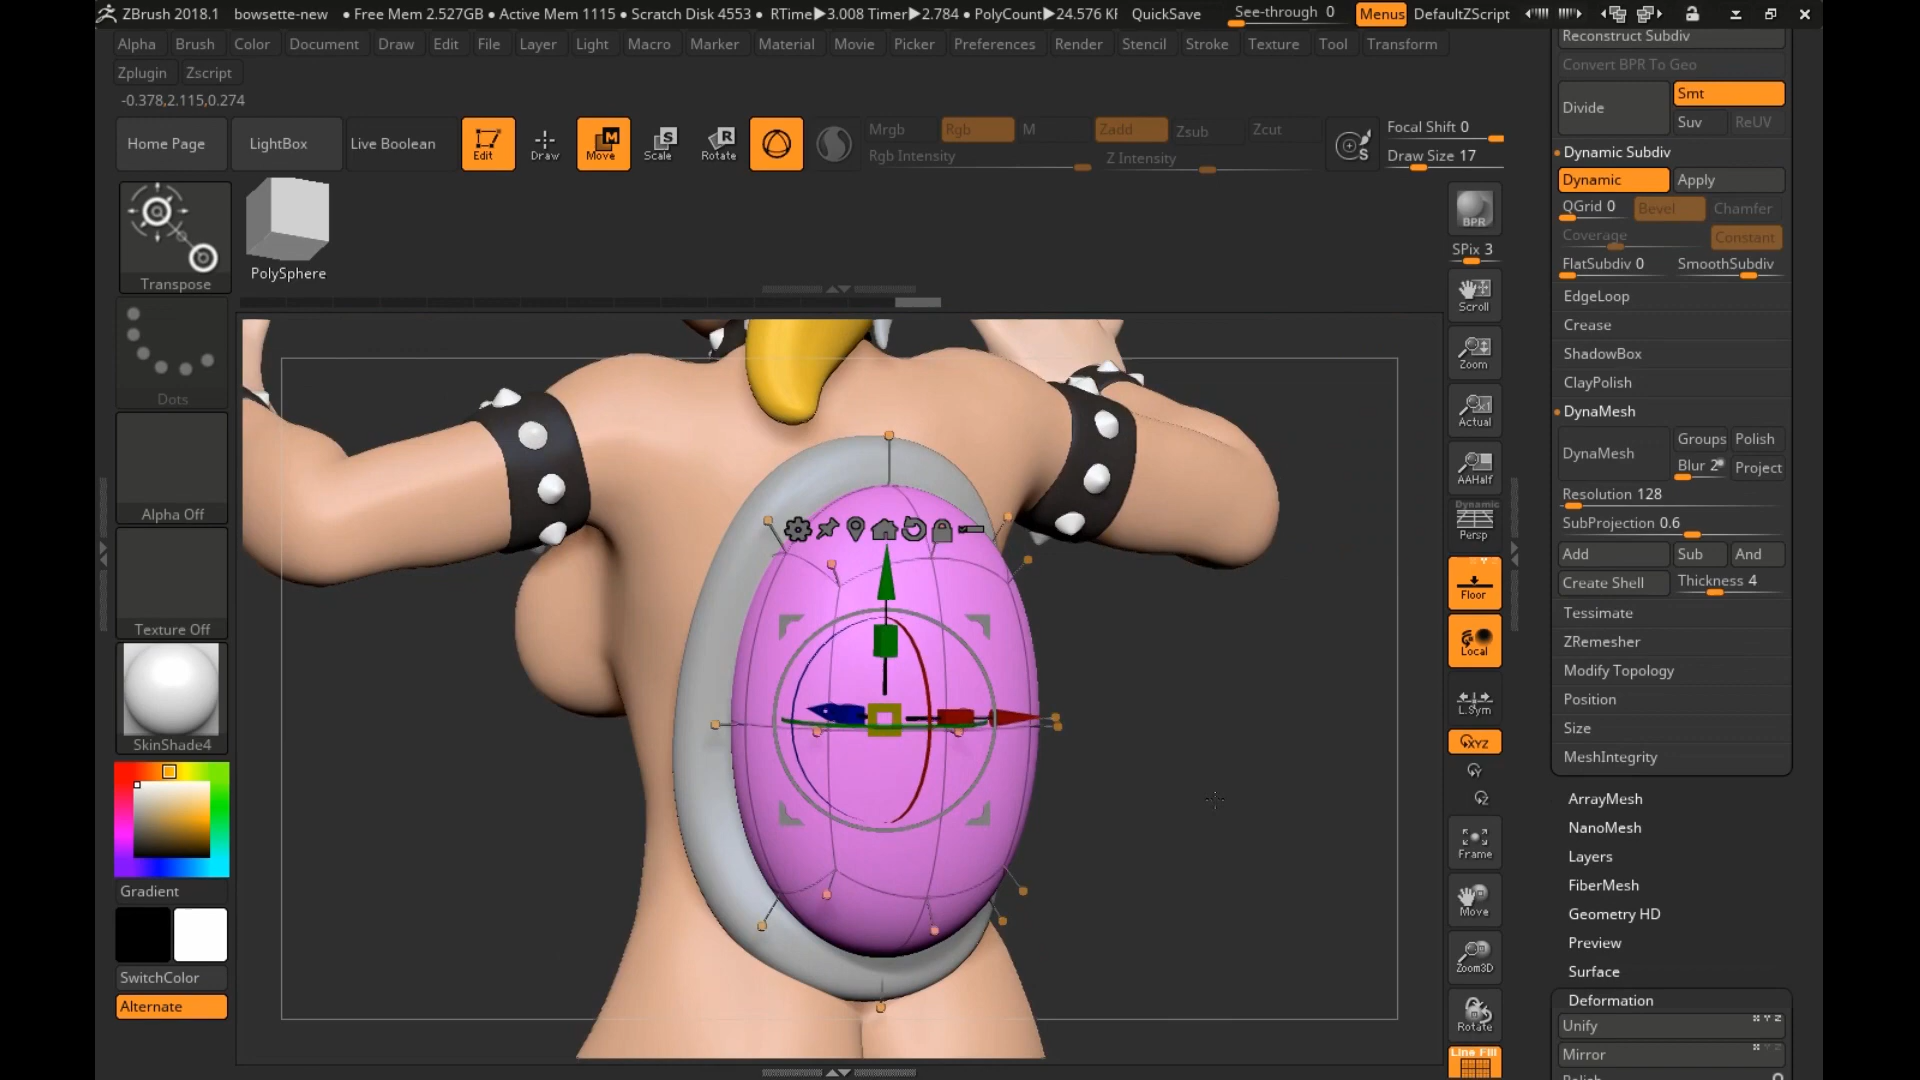 ZBrush 2018.1 bowsette-new • Free Mem 2.527GB • Active Mem 1115 • Scratch Disk 4553 • RTime▶3.008 Timer▶2.784 • PolyCount▶24.576 KP QuickSave See-through 0 Menus DefaultZScript
Alpha Brush Color Document Draw Edit File Layer Light Macro Marker Material Movie Picker Preferences Render Stencil Stroke Texture Tool Transform
Zplugin Zscript
-0.378,2.115,0.274
Home Page LightBox Live Boolean Edit Draw Move Scale Rotate
Mrgb Rgb M Zadd Zsub Zcut
Rgb Intensity Z Intensity
Focal Shift 0
Draw Size 17
Transpose
PolySphere
Dots
Alpha Off
Texture Off
SkinShade4
Gradient
SwitchColor
Alternate
BPR
SPix 3
Scroll
Zoom
Actual
AAHalf
Dynamic
Persp
Floor
Local
L.Sym
XYZ
Y
Z
Frame
Move
Zoom3D
Rotate
Line Fill
Reconstruct Subdiv
Convert BPR To Geo
Divide Smt
Suv ReUV
Dynamic Subdiv
Dynamic Apply
QGrid 0 Bevel Chamfer
Coverage Constant
FlatSubdiv 0 SmoothSubdiv
EdgeLoop
Crease
ShadowBox
ClayPolish
DynaMesh
DynaMesh Groups Polish
Blur 2 Project
Resolution 128
SubProjection 0.6
Add Sub And
Create Shell Thickness 4
Tessimate
ZRemesher
Modify Topology
Position
Size
MeshIntegrity
ArrayMesh
NanoMesh
Layers
FiberMesh
Geometry HD
Preview
Surface
Deformation
Unify
Mirror